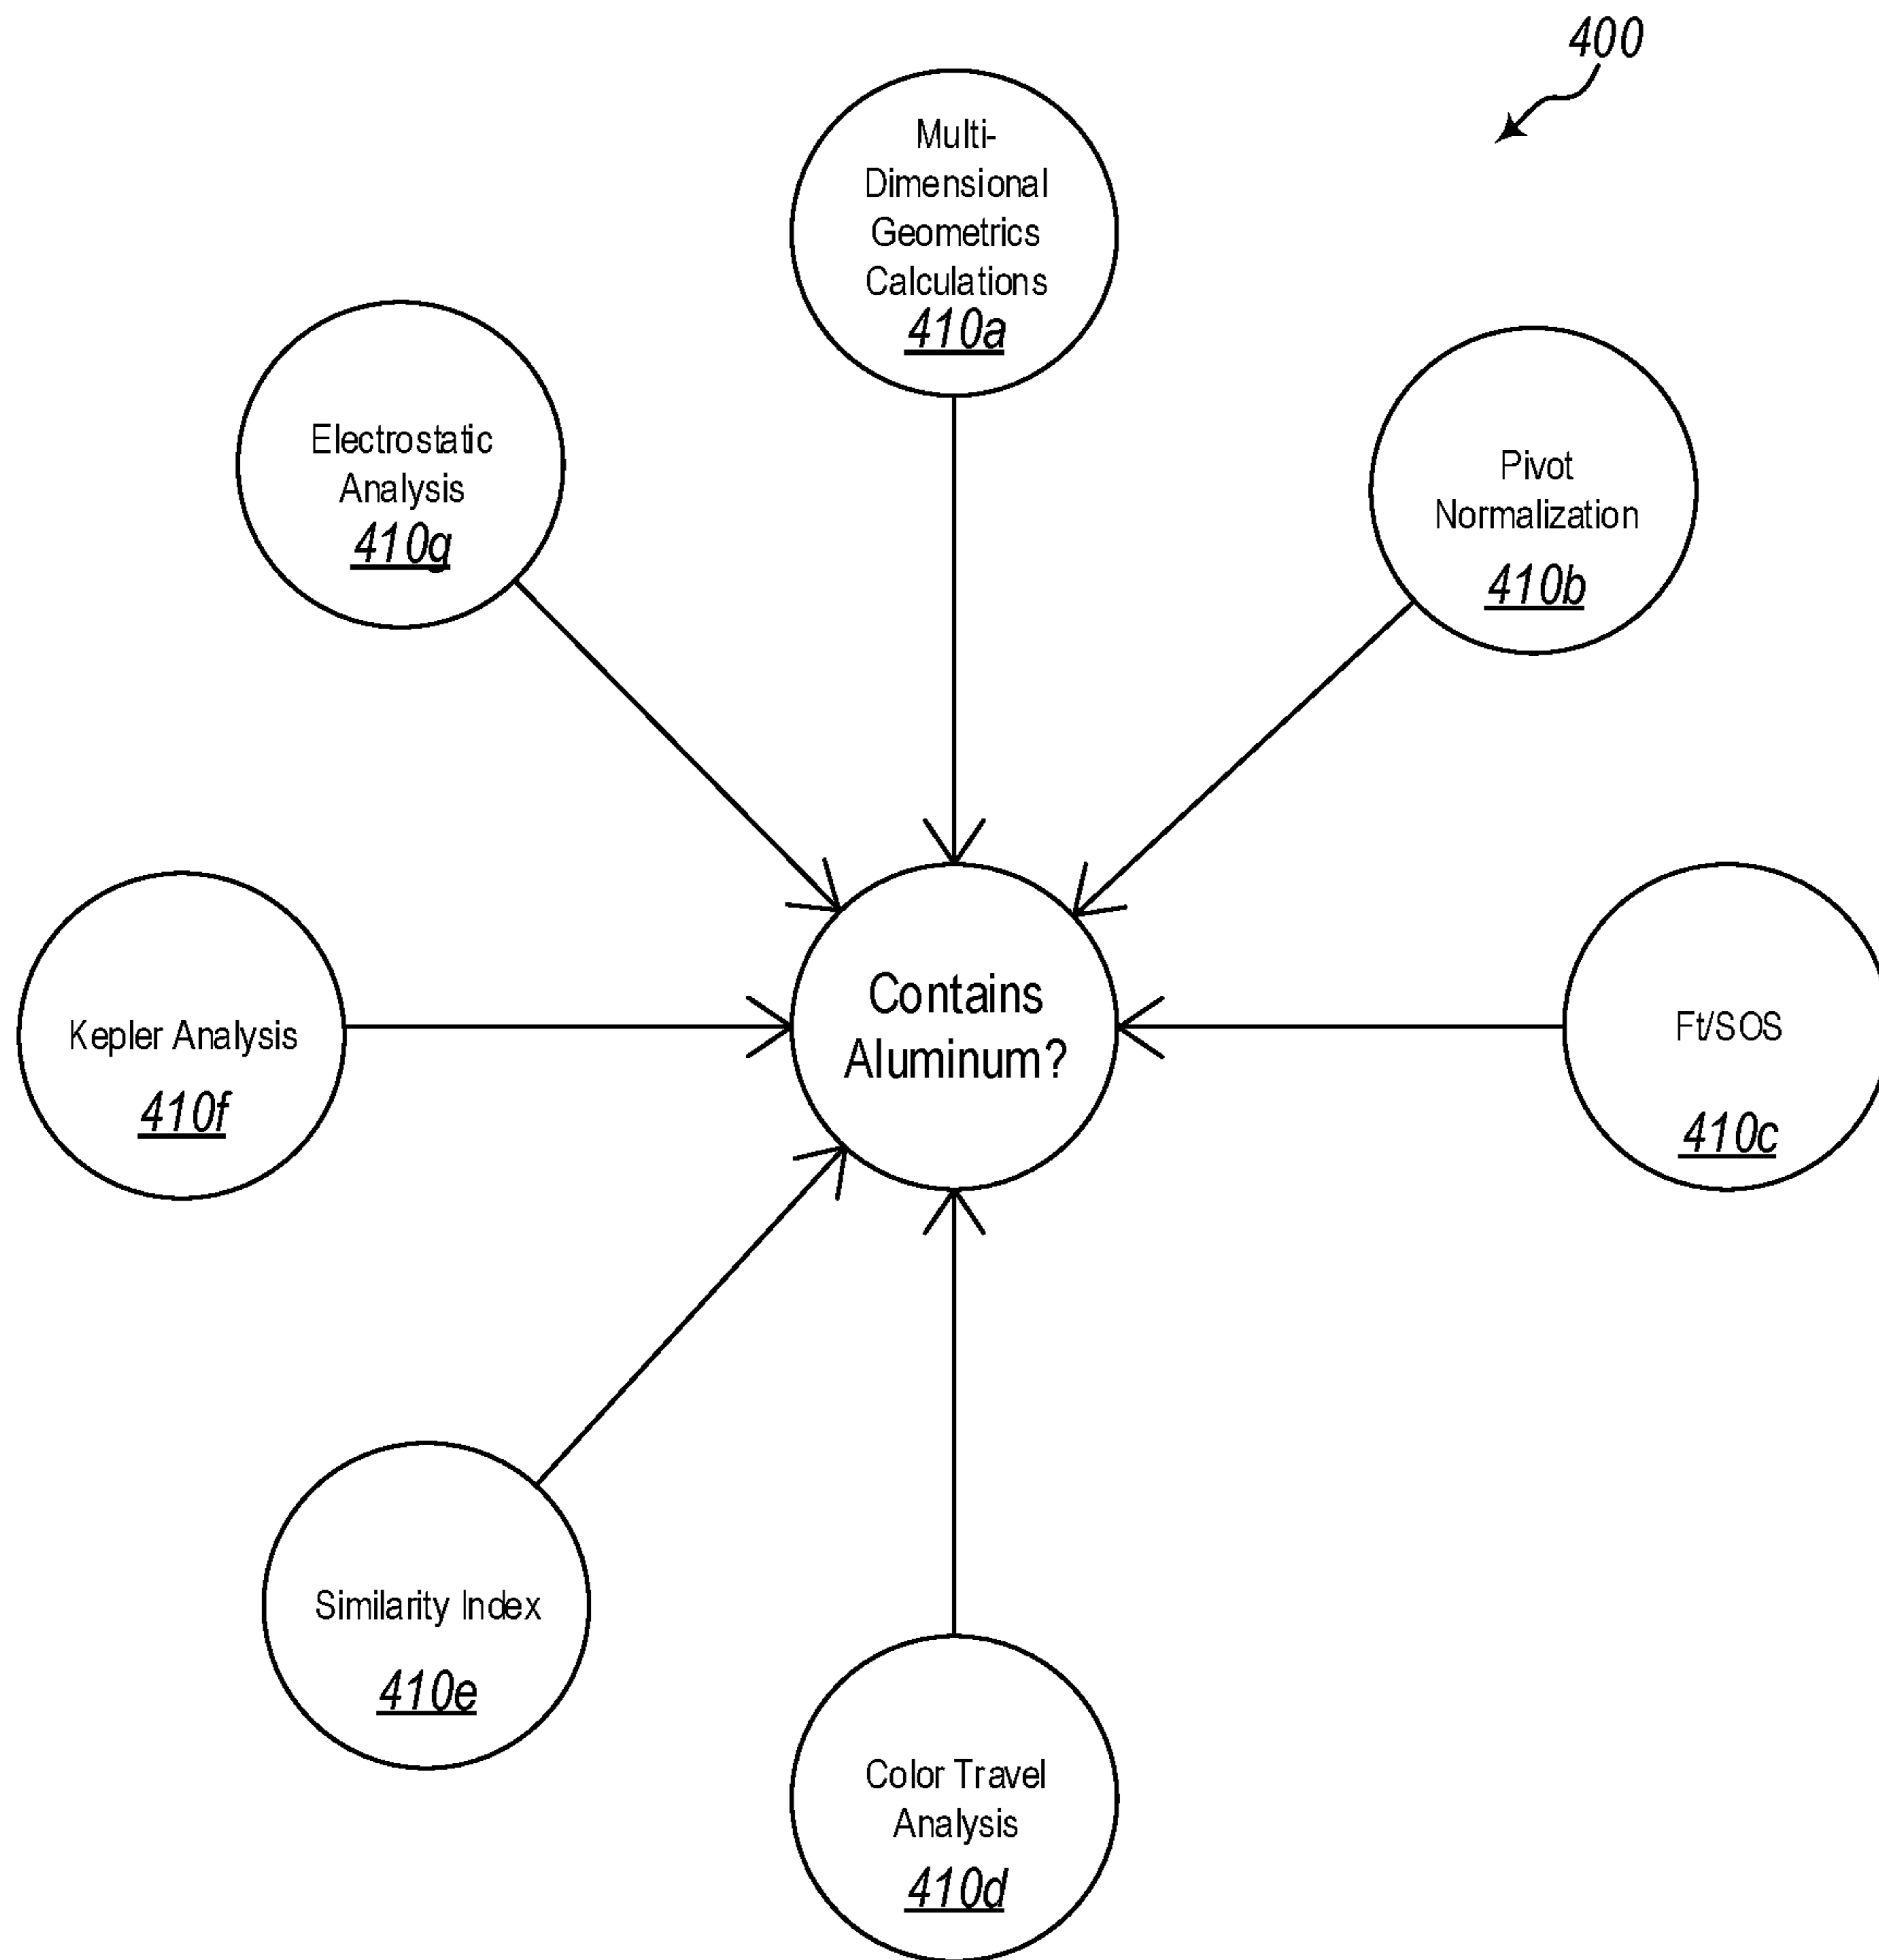 400
Multi-
Dimensional
Geometrics
Calculations
410a
Electrostatic
Analysis
410g
Pivot
Normalization
410b
Contains
Aluminum?
Kepler Analysis
410f
Ft/SOS
410c
Similarity Index
410e
Color Travel
Analysis
410d